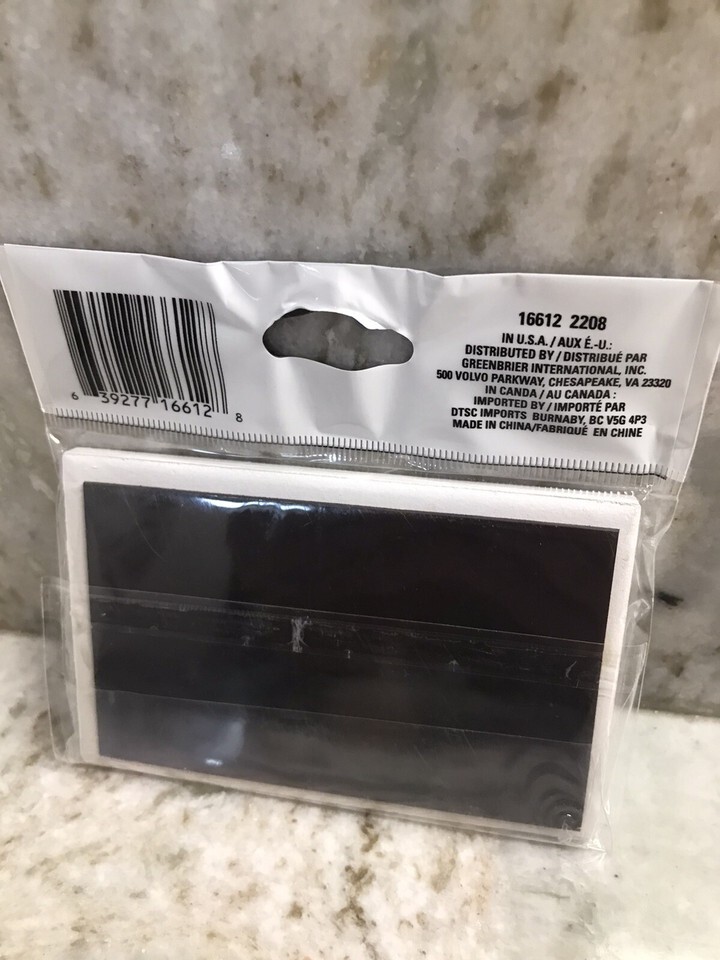 6 39277 16612 8
16612 2208
IN U.S.A. / AUX É.-U.:
DISTRIBUTED BY / DISTRIBUÉ PAR
GREENBRIER INTERNATIONAL, INC.
500 VOLVO PARKWAY, CHESAPEAKE, VA 23320
IN CANDA / AU CANADA :
IMPORTED BY / IMPORTÉ PAR
DTSC IMPORTS BURNABY, BC V5G 4P3
MADE IN CHINA/FABRIQUÉ EN CHINE